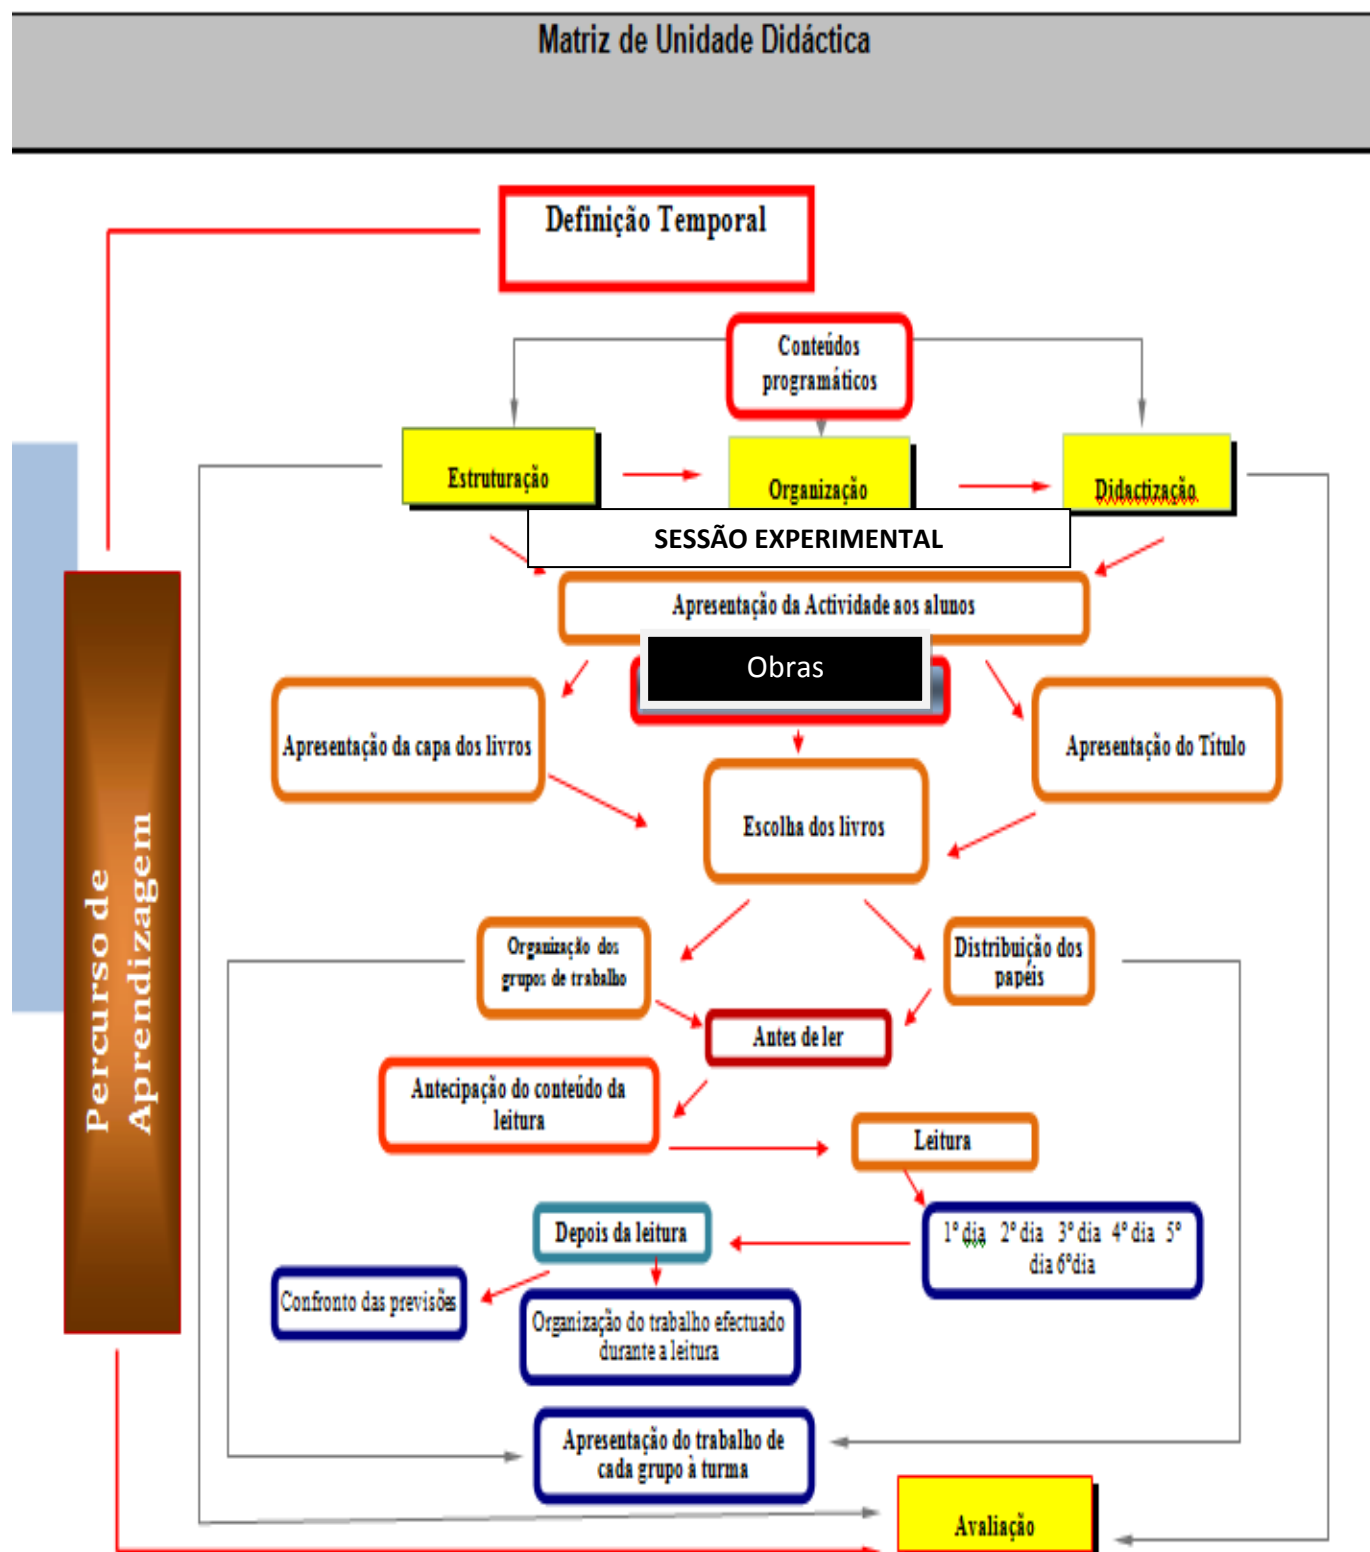 Matriz de Unidade Didáctica
Definição Temporal
Conteúdos
programáticos
Estruturação
Organização
Didactização
SESSÃO EXPERIMENTAL
Apresentação da Actividade aos alunos
Obras
Apresentação da capa dos livros
Apresentação do Título
Escolha dos livros
Percurso de
Aprendizagem
Organização dos
grupos de trabalho
Distribuição dos
papéis
Antes de ler
Antecipação do conteúdo da
leitura
Leitura
1º dia 2º dia 3º dia 4º dia 5º
dia 6ºdia
Depois da leitura
Confronto das previsões
Organização do trabalho efectuado
durante a leitura
Apresentação do trabalho de
cada grupo à turma
Avaliação